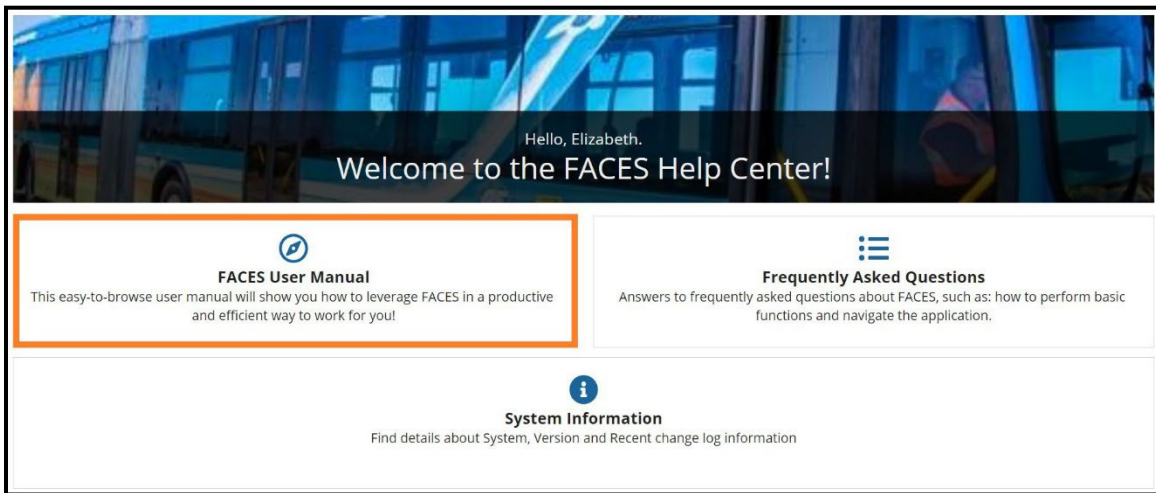 Hello, Elizabeth.
Welcome to the FACES Help Center!
FACES User Manual
This easy-to-browse user manual will show you how to leverage FACES in a productive
and efficient way to work for you!
Frequently Asked Questions
Answers to frequently asked questions about FACES, such as: how to perform basic
functions and navigate the application.
System Information
Find details about System, Version and Recent change log information